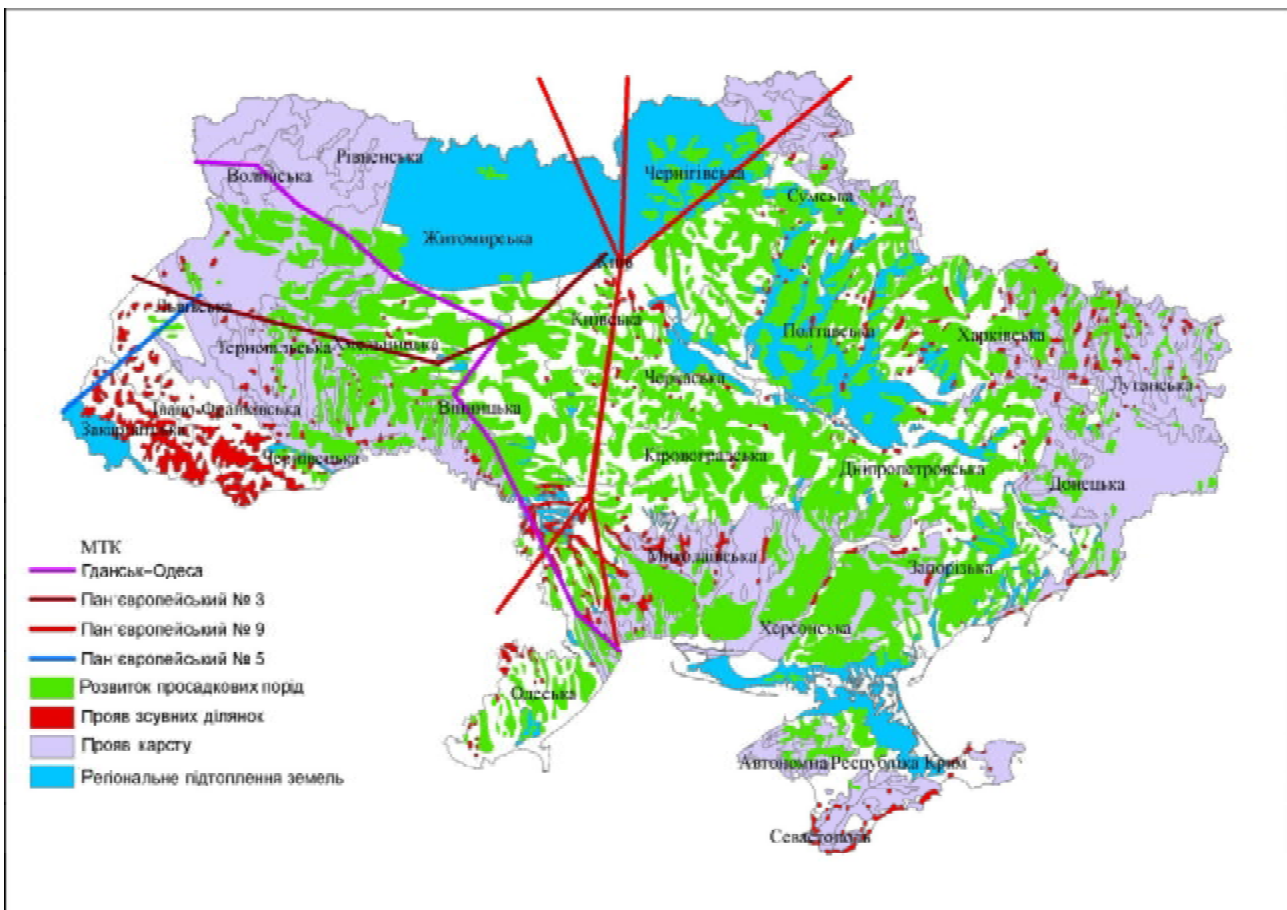 Рівненська
Волинська
Чернігівська
Сумська
Житомирська
Київ
Львівська
Київська
Полтавська
Харківська
Тернопільська
Хмельницька
Черкаська
Луганська
Івано-Франківська
Вінницька
Закарпатська
Чернівецька
Кіровоградська
Дніпропетровська
Донецька
Миколаївська
Запорізька
Херсонська
Одеська
Автономна Республіка Крим
Севастополь
МТК
Гданськ–Одеса
Пан'європейський № 3
Пан'європейський № 9
Пан'європейський № 5
Розвиток просадкових порід
Прояв зсувних ділянок
Прояв карсту
Регіональне підтоплення земель